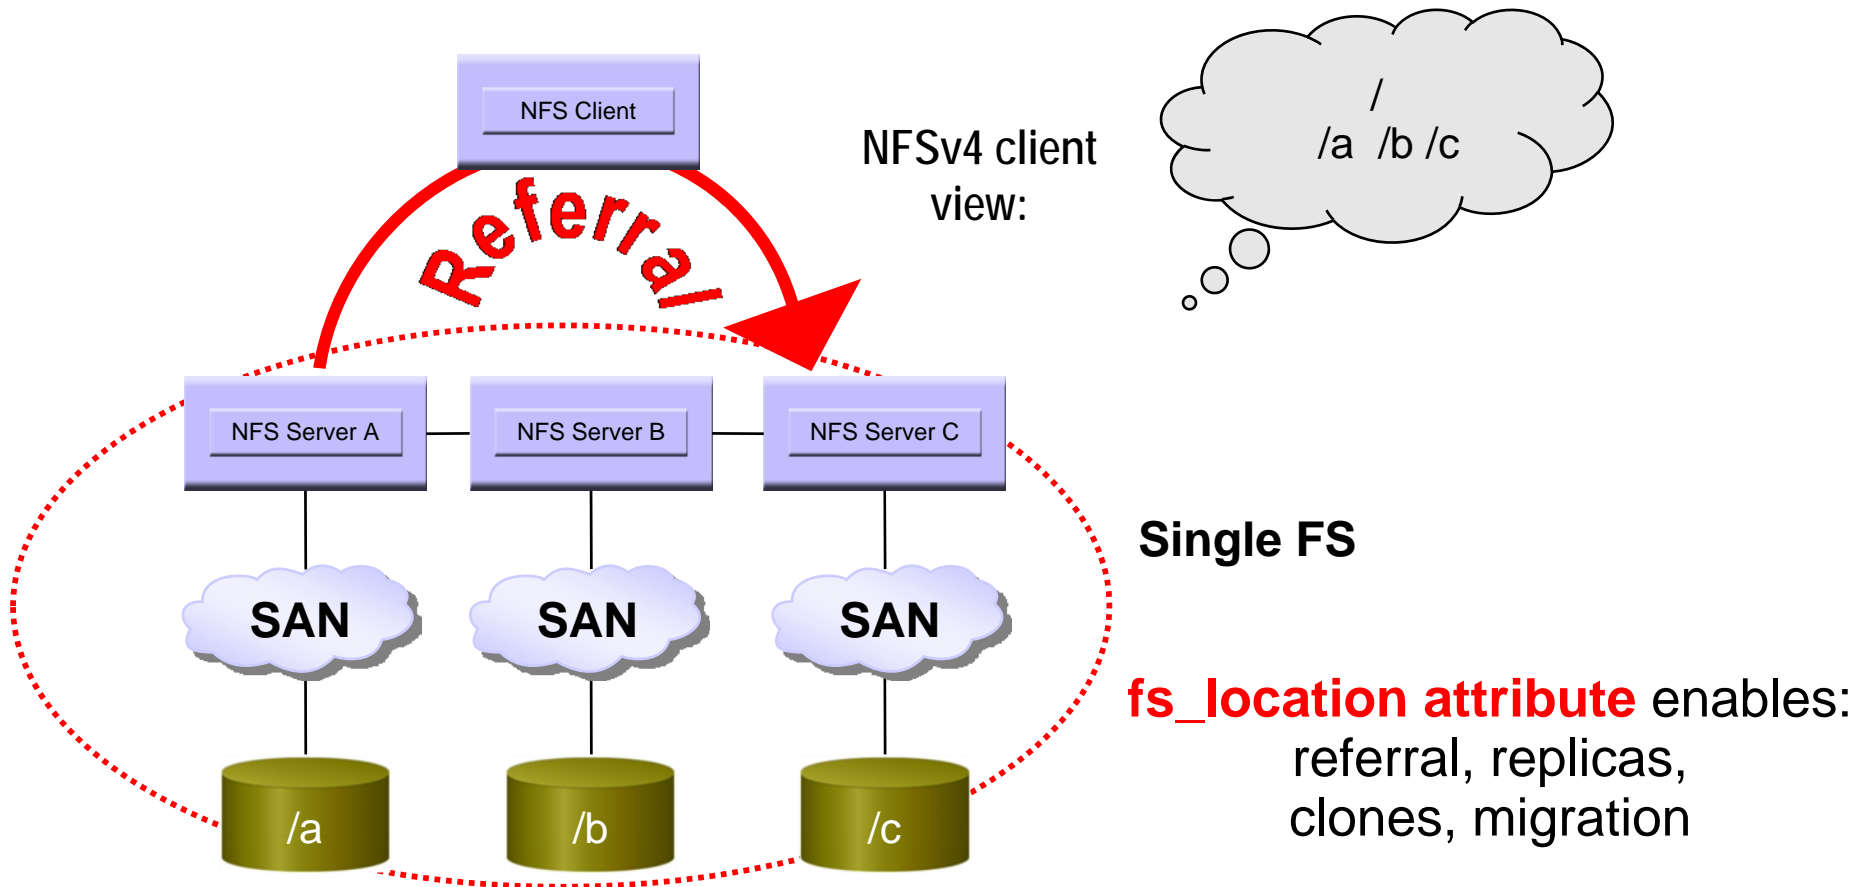 NFS Client
Referral
NFSv4 client
view:
/
/a /b /c
NFS Server A
NFS Server B
NFS Server C
SAN
SAN
SAN
Single FS
/a
/b
/c
fs_location attribute enables:
referral, replicas,
clones, migration